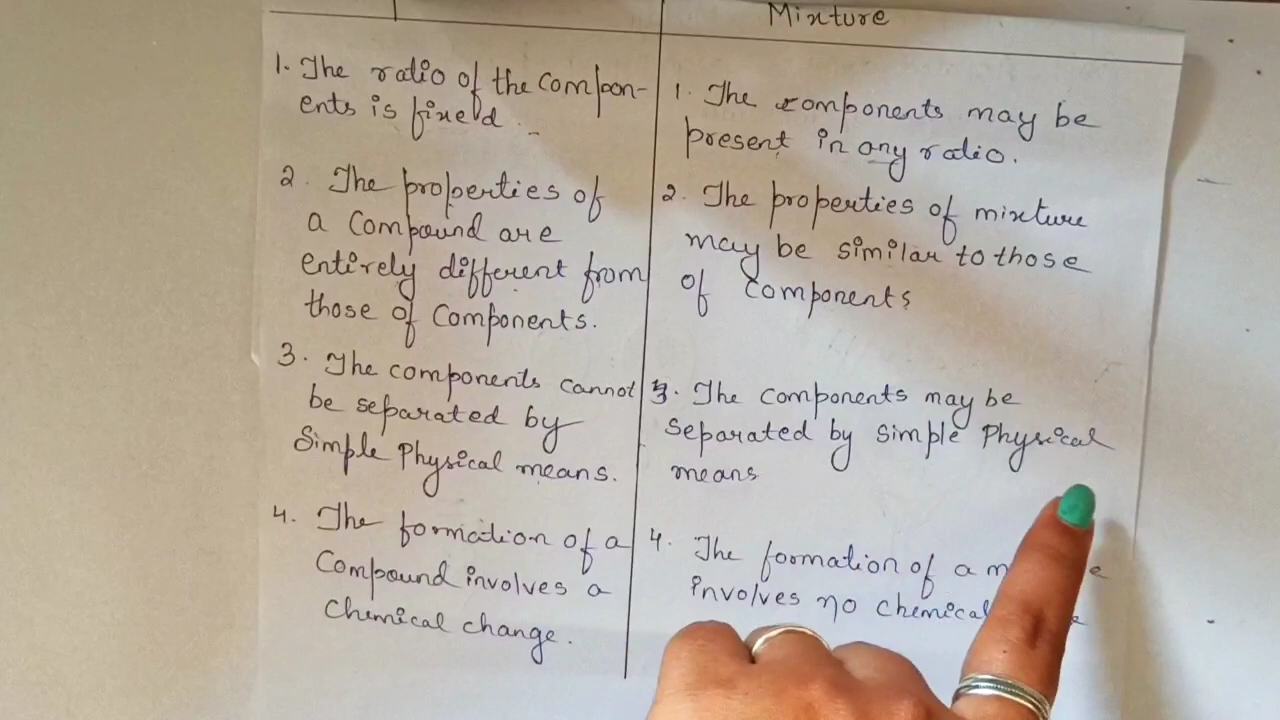 Mixture
1. The ratio of the compon-
ents is fixed.
2. The properties of
a compound are
entirely different from
those of components.
3. The components cannot
be separated by
Simple Physical means.
4. The formation of a
Compound involves a
Chemical change.
1. The components may be
present in any ratio.
2. The properties of mixture
may be similar to those
of components
3. The components may be
separated by simple Physical
means
4. The formation of a
involves no chemical